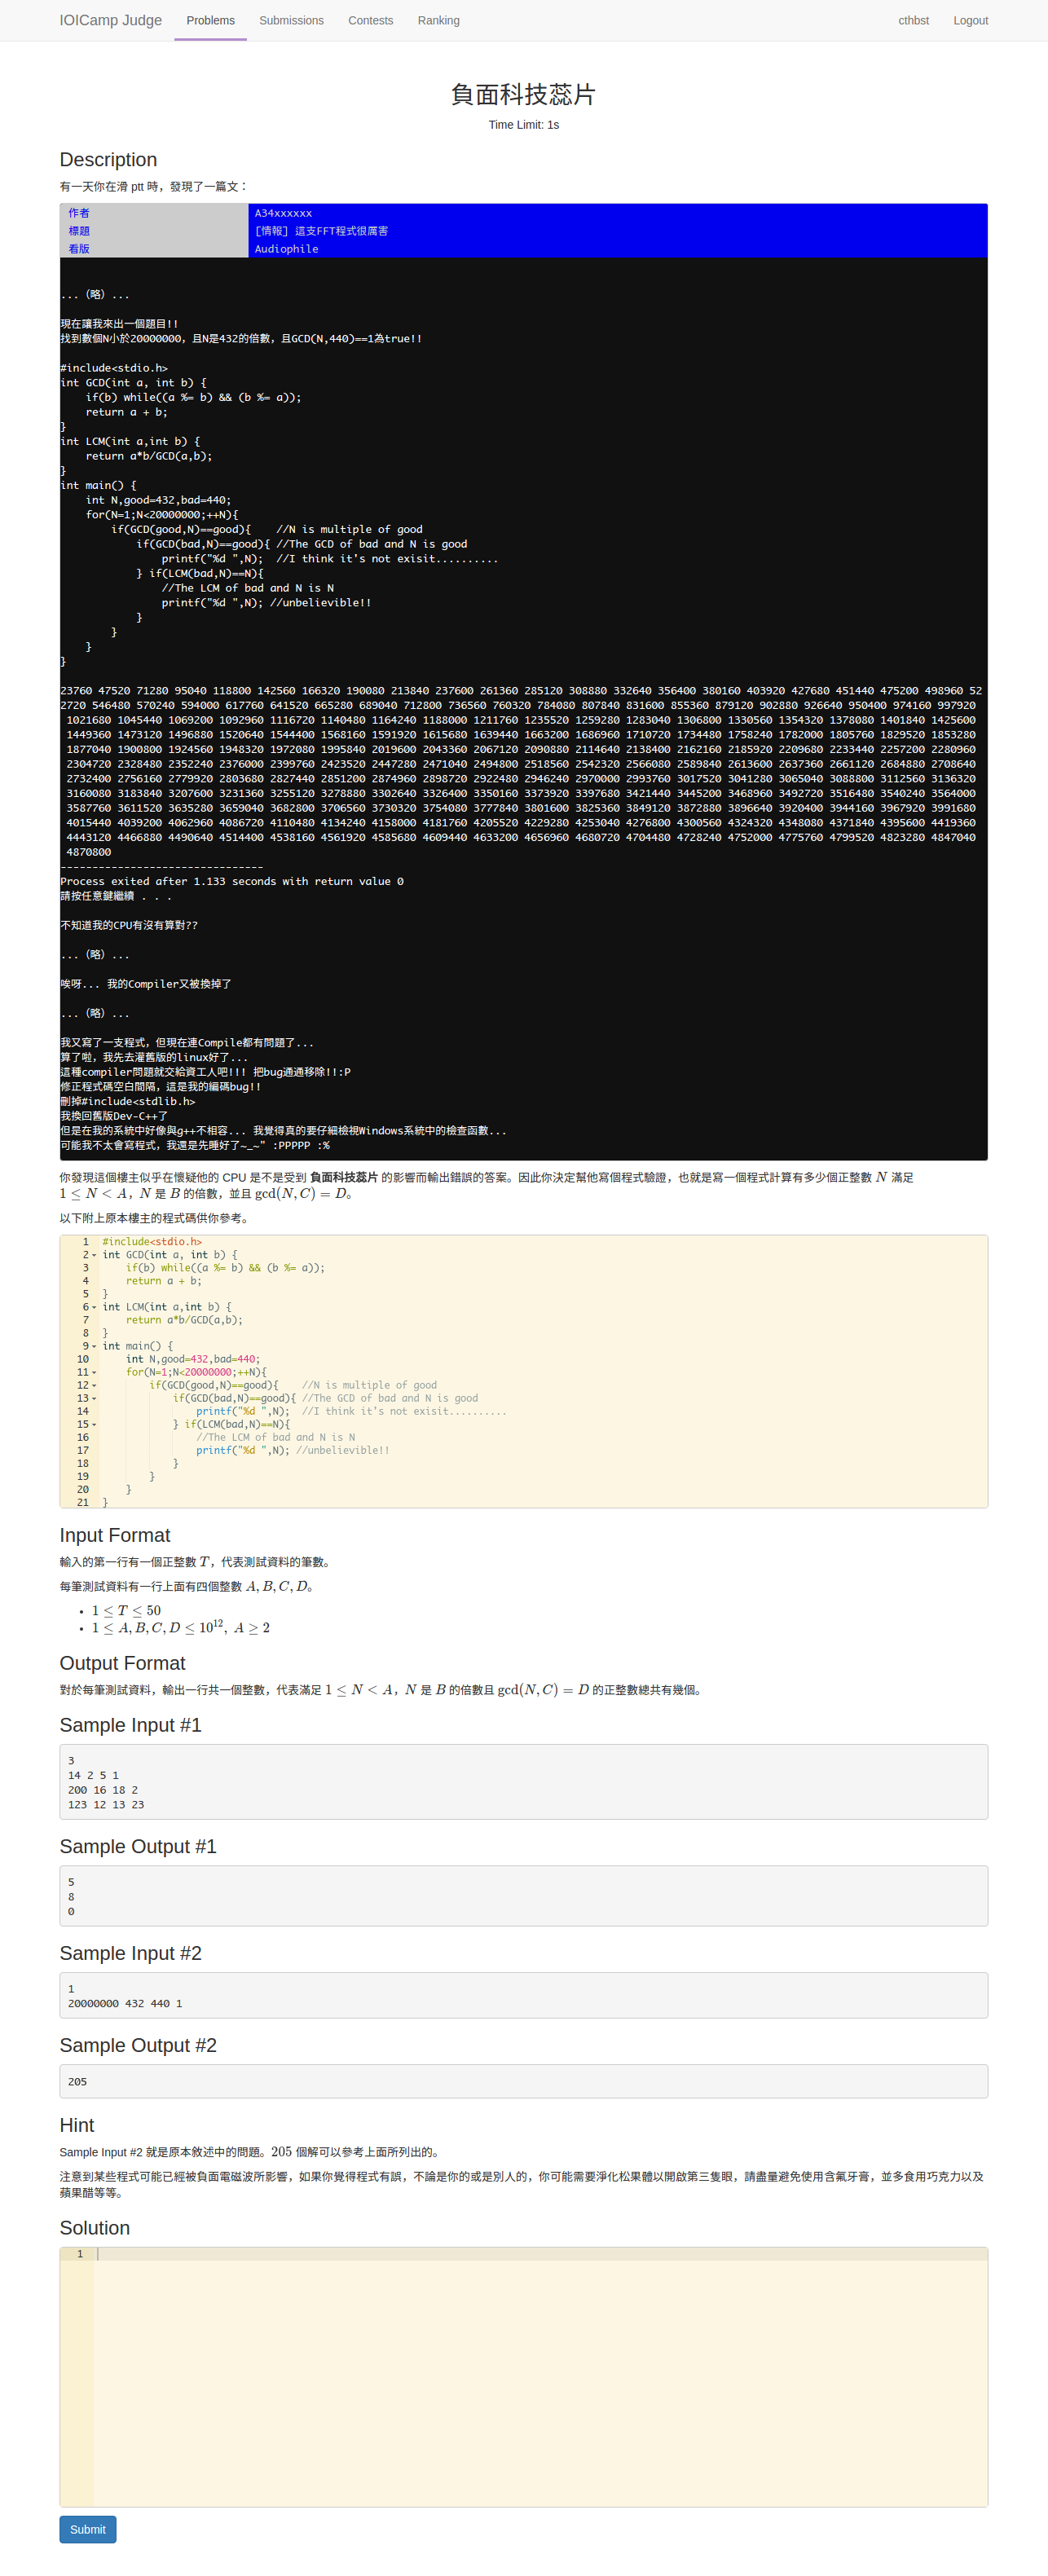 IOICamp Judge Problems Submissions Contests Ranking cthbst Logout
負面科技蕊片
Time Limit: 1s
Description
有一天你在滑 ptt 時，發現了一篇文：
作者 A34xxxxxx
標題 [情報] 這支FFT程式很厲害
看版 Audiophile
...（略）...
現在讓我來出一個題目!!
找到數個N小於20000000，且N是432的倍數，且GCD(N,440)==1為true!!
#include<stdio.h>
int GCD(int a, int b) {
    if(b) while((a %= b) && (b %= a));
    return a + b;
}
int LCM(int a,int b) {
    return a*b/GCD(a,b);
}
int main() {
    int N,good=432,bad=440;
    for(N=1;N<20000000;++N){
        if(GCD(good,N)==good){    //N is multiple of good
            if(GCD(bad,N)==good){ //The GCD of bad and N is good
                printf("%d ",N);  //I think it's not exisit..........
            } if(LCM(bad,N)==N){
                //The LCM of bad and N is N
                printf("%d ",N); //unbelievible!!
            }
        }
    }
}
23760 47520 71280 95040 118800 142560 166320 190080 213840 237600 261360 285120 308880 332640 356400 380160 403920 427680 451440 475200 498960 52
2720 546480 570240 594000 617760 641520 665280 689040 712800 736560 760320 784080 807840 831600 855360 879120 902880 926640 950400 974160 997920
1021680 1045440 1069200 1092960 1116720 1140480 1164240 1188000 1211760 1235520 1259280 1283040 1306800 1330560 1354320 1378080 1401840 1425600
1449360 1473120 1496880 1520640 1544400 1568160 1591920 1615680 1639440 1663200 1686960 1710720 1734480 1758240 1782000 1805760 1829520 1853280
1877040 1900800 1924560 1948320 1972080 1995840 2019600 2043360 2067120 2090880 2114640 2138400 2162160 2185920 2209680 2233440 2257200 2280960
2304720 2328480 2352240 2376000 2399760 2423520 2447280 2471040 2494800 2518560 2542320 2566080 2589840 2613600 2637360 2661120 2684880 2708640
2732400 2756160 2779920 2803680 2827440 2851200 2874960 2898720 2922480 2946240 2970000 2993760 3017520 3041280 3065040 3088800 3112560 3136320
3160080 3183840 3207600 3231360 3255120 3278880 3302640 3326400 3350160 3373920 3397680 3421440 3445200 3468960 3492720 3516480 3540240 3564000
3587760 3611520 3635280 3659040 3682800 3706560 3730320 3754080 3777840 3801600 3825360 3849120 3872880 3896640 3920400 3944160 3967920 3991680
4015440 4039200 4062960 4086720 4110480 4134240 4158000 4181760 4205520 4229280 4253040 4276800 4300560 4324320 4348080 4371840 4395600 4419360
4443120 4466880 4490640 4514400 4538160 4561920 4585680 4609440 4633200 4656960 4680720 4704480 4728240 4752000 4775760 4799520 4823280 4847040
4870800
--------------------------------
Process exited after 1.133 seconds with return value 0
請按任意鍵繼續 . . .
不知道我的CPU有沒有算對??
...（略）...
唉呀... 我的Compiler又被換掉了
...（略）...
我又寫了一支程式，但現在連Compile都有問題了...
算了啦，我先去灌舊版的linux好了...
這種compiler問題就交給資工人吧!!! 把bug通通移除!!:P
修正程式碼空白間隔，這是我的編碼bug!!
刪掉#include<stdlib.h>
我換回舊版Dev-C++了
但是在我的系統中好像與g++不相容... 我覺得真的要仔細檢視Windows系統中的檢查函數...
可能我不太會寫程式，我還是先睡好了~_~" :PPPPP :%
你發現這個樓主似乎在懷疑他的 CPU 是不是受到 負面科技蕊片 的影響而輸出錯誤的答案。因此你決定幫他寫個程式驗證，也就是寫一個程式計算有多少個正整數 N 滿足
1 ≤ N < A，N 是 B 的倍數，並且 gcd(N, C) = D。
以下附上原本樓主的程式碼供你參考。
1 #include<stdio.h>
2 int GCD(int a, int b) {
3     if(b) while((a %= b) && (b %= a));
4     return a + b;
5 }
6 int LCM(int a,int b) {
7     return a*b/GCD(a,b);
8 }
9 int main() {
10     int N,good=432,bad=440;
11     for(N=1;N<20000000;++N){
12         if(GCD(good,N)==good){    //N is multiple of good
13             if(GCD(bad,N)==good){ //The GCD of bad and N is good
14                 printf("%d ",N);  //I think it's not exisit..........
15             } if(LCM(bad,N)==N){
16                 //The LCM of bad and N is N
17                 printf("%d ",N); //unbelievible!!
18             }
19         }
20     }
21 }
Input Format
輸入的第一行有一個正整數 T，代表測試資料的筆數。
每筆測試資料有一行上面有四個整數 A, B, C, D。
• 1 ≤ T ≤ 50
• 1 ≤ A, B, C, D ≤ 10^12, A ≥ 2
Output Format
對於每筆測試資料，輸出一行共一個整數，代表滿足 1 ≤ N < A，N 是 B 的倍數且 gcd(N, C) = D 的正整數總共有幾個。
Sample Input #1
3
14 2 5 1
200 16 18 2
123 12 13 23
Sample Output #1
5
8
0
Sample Input #2
1
20000000 432 440 1
Sample Output #2
205
Hint
Sample Input #2 就是原本敘述中的問題。205 個解可以參考上面所列出的。
注意到某些程式可能已經被負面電磁波所影響，如果你覺得程式有誤，不論是你的或是別人的，你可能需要淨化松果體以開啟第三隻眼，請盡量避免使用含氟牙膏，並多食用巧克力以及
蘋果醋等等。
Solution
1
Submit